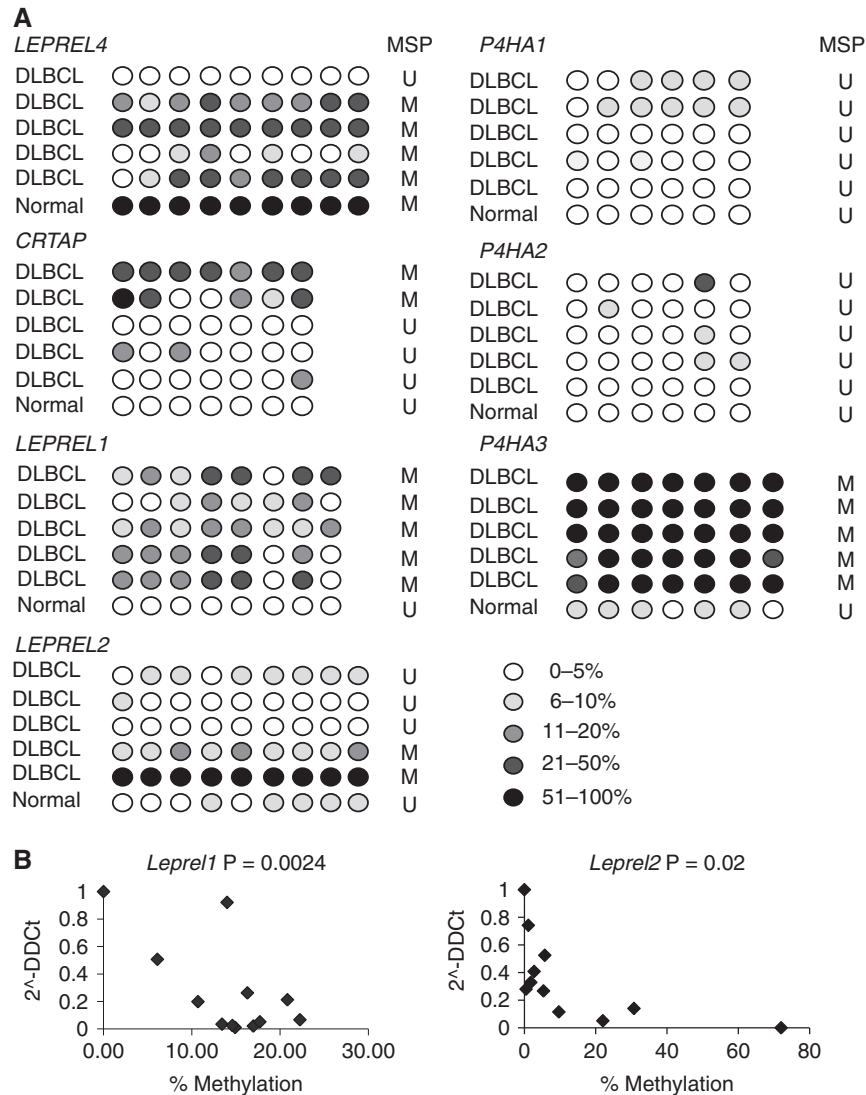 A
LEPREL4 MSP
DLBCL U
DLBCL M
DLBCL M
DLBCL M
DLBCL M
Normal M
CRTAP
DLBCL M
DLBCL M
DLBCL U
DLBCL U
DLBCL U
Normal U
LEPREL1
DLBCL M
DLBCL M
DLBCL M
DLBCL M
DLBCL M
Normal U
LEPREL2
DLBCL U
DLBCL U
DLBCL U
DLBCL M
DLBCL M
Normal U
P4HA1 MSP
DLBCL U
DLBCL U
DLBCL U
DLBCL U
DLBCL U
Normal U
P4HA2
DLBCL U
DLBCL U
DLBCL U
DLBCL U
DLBCL U
Normal U
P4HA3
DLBCL M
DLBCL M
DLBCL M
DLBCL M
DLBCL M
Normal U
0–5%
6–10%
11–20%
21–50%
51–100%
B
Leprel1 P = 0.0024
2^-DDCt
1
0.8
0.6
0.4
0.2
0
0.00 10.00 20.00 30.00
% Methylation
Leprel2 P = 0.02
2^-DDCt
1
0.8
0.6
0.4
0.2
0
0 20 40 60 80
% Methylation